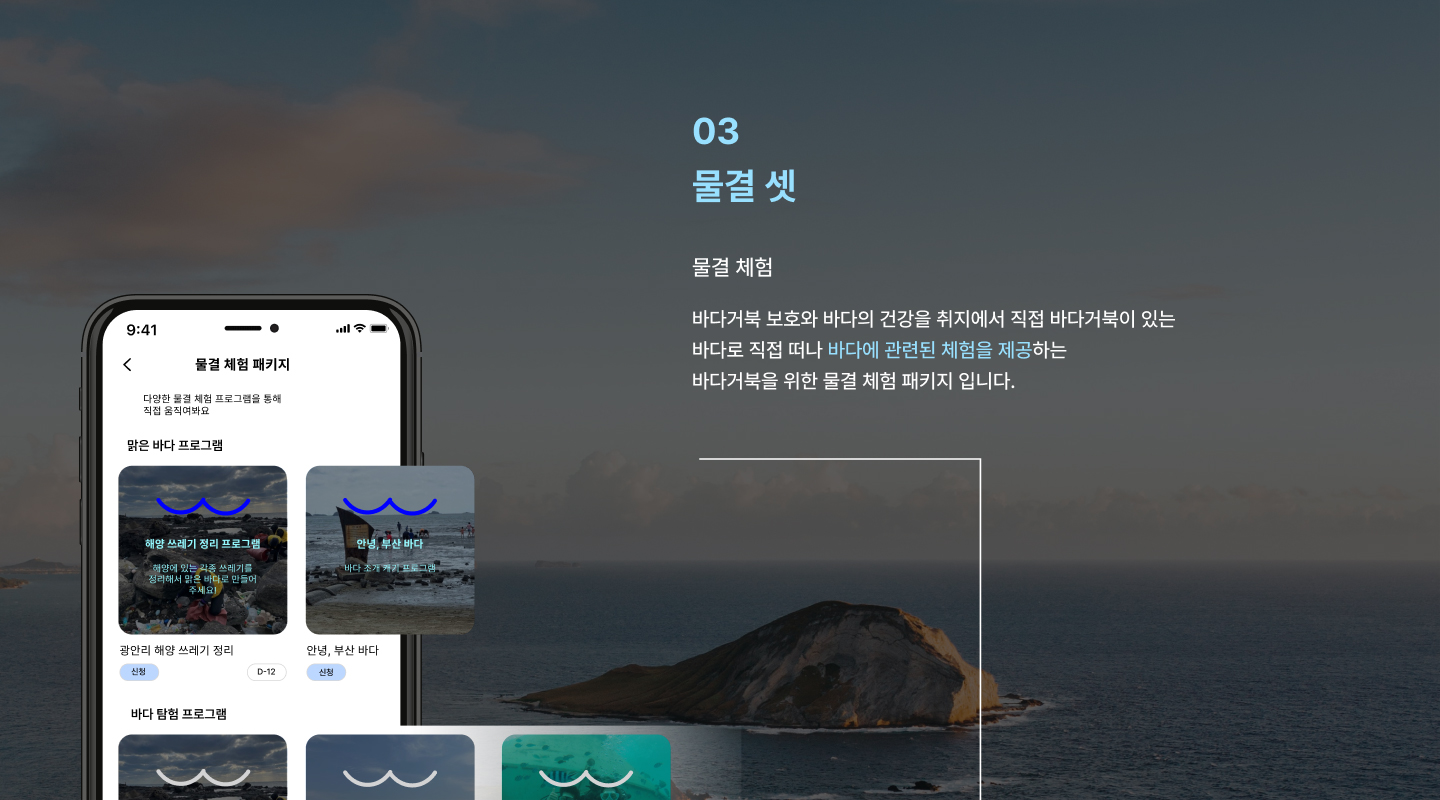 03
물결 셋
물결 체험
바다거북 보호와 바다의 건강을 취지에서 직접 바다거북이 있는
바다로 직접 떠나 바다에 관련된 체험을 제공하는
바다거북을 위한 물결 체험 패키지 입니다.
9:41
물결 체험 패키지
다양한 물결 체험 프로그램을 통해
직접 움직여봐요
맑은 바다 프로그램
해양 쓰레기 정리 프로그램
해양에 있는 각종 쓰레기를
정리해서 맑은 바다로 만들어
주세요!
안녕, 부산 바다
바다 조개 캐기 프로그램
광안리 해양 쓰레기 정리
신청
D-12
안녕, 부산 바다
신청
바다 탐험 프로그램